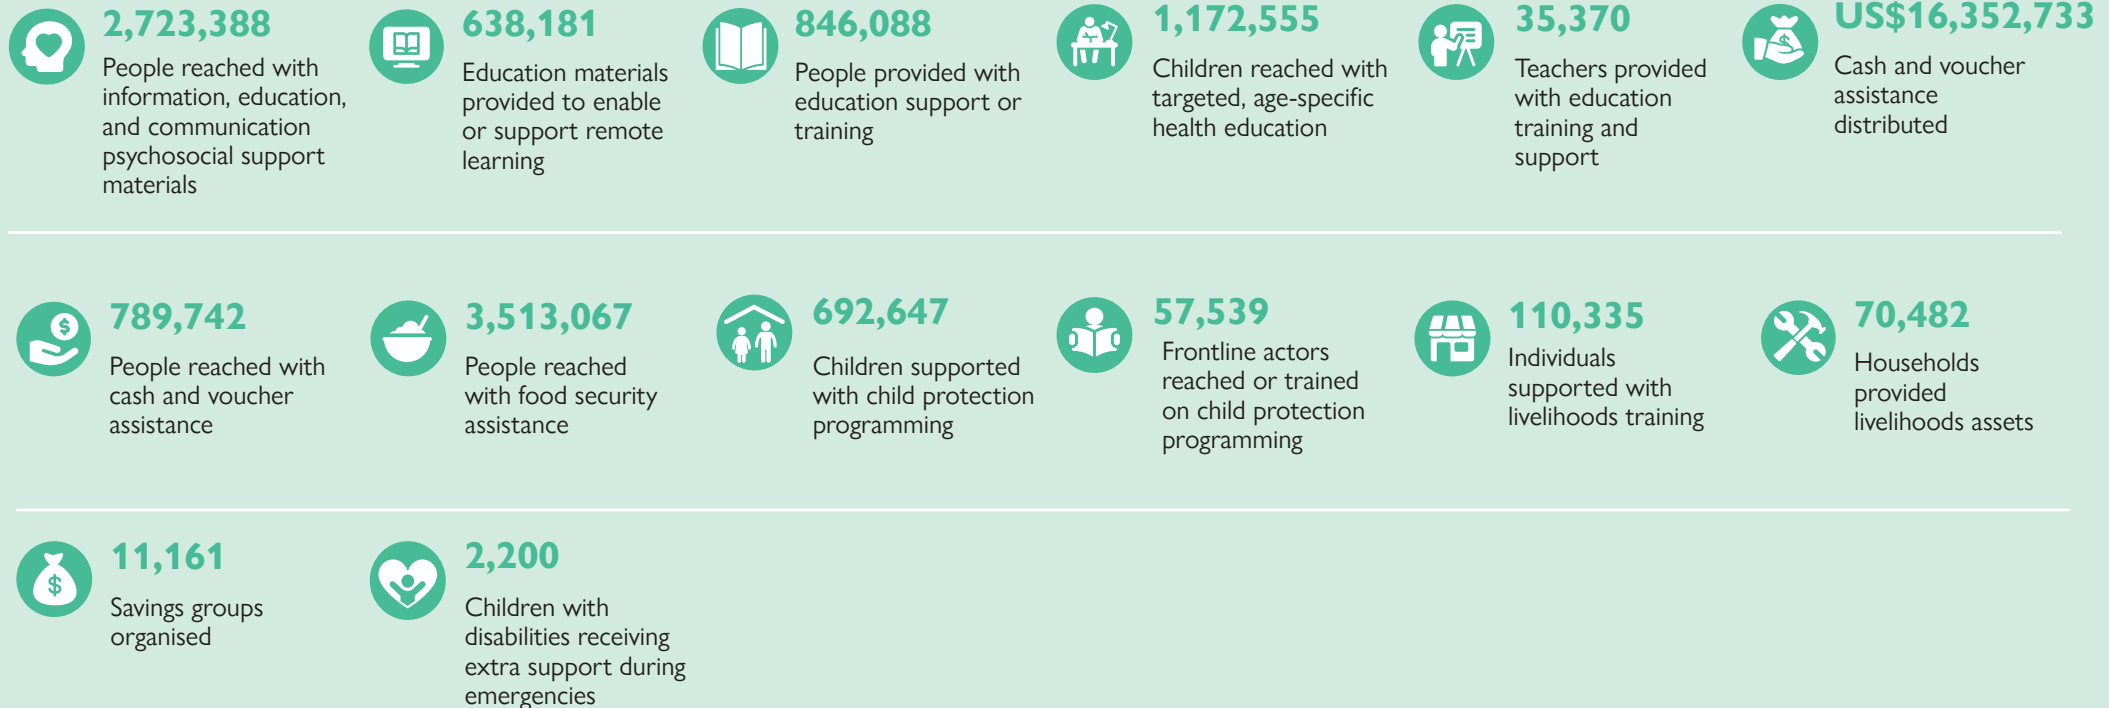 2,723,388
People reached with
information, education,
and communication
psychosocial support
materials
638,181
Education materials
provided to enable
or support remote
learning
846,088
People provided with
education support or
training
1,172,555
Children reached with
targeted, age-specific
health education
35,370
Teachers provided
with education
training and
support
US$16,352,733
Cash and voucher
assistance
distributed
789,742
People reached with
cash and voucher
assistance
3,513,067
People reached
with food security
assistance
692,647
Children supported
with child protection
programming
57,539
Frontline actors
reached or trained
on child protection
programming
110,335
Individuals
supported with
livelihoods training
70,482
Households
provided
livelihoods assets
11,161
Savings groups
organised
2,200
Children with
disabilities receiving
extra support during
emergencies